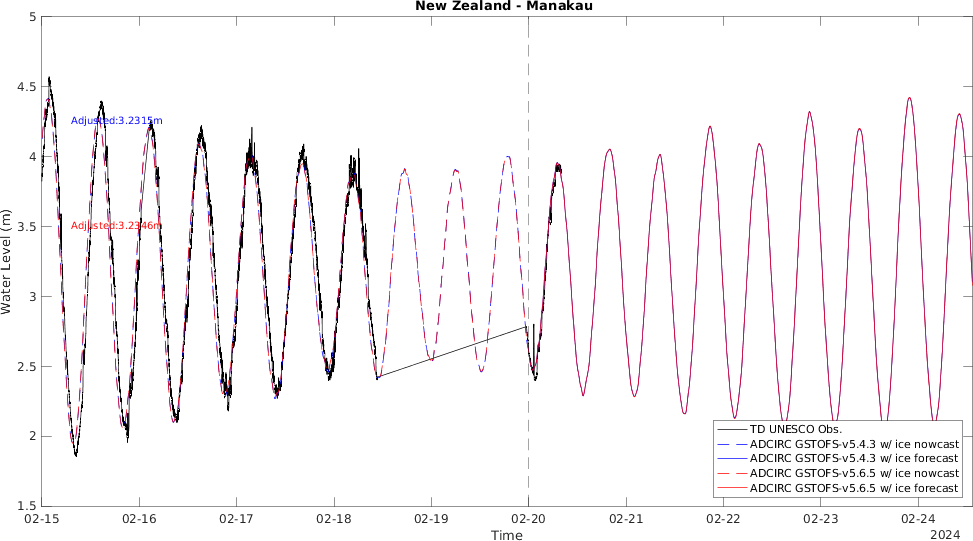 New Zealand - Manakau
5
4.5
4
3.5
3
2.5
2
1.5
Water Level (m)
Adjusted:3.2315m
Adjusted:3.2346m
TD UNESCO Obs.
ADCIRC GSTOFS-v5.4.3 w/ ice nowcast
ADCIRC GSTOFS-v5.4.3 w/ ice forecast
ADCIRC GSTOFS-v5.6.5 w/ ice nowcast
ADCIRC GSTOFS-v5.6.5 w/ ice forecast
02-15 02-16 02-17 02-18 02-19 02-20 02-21 02-22 02-23 02-24
Time
2024